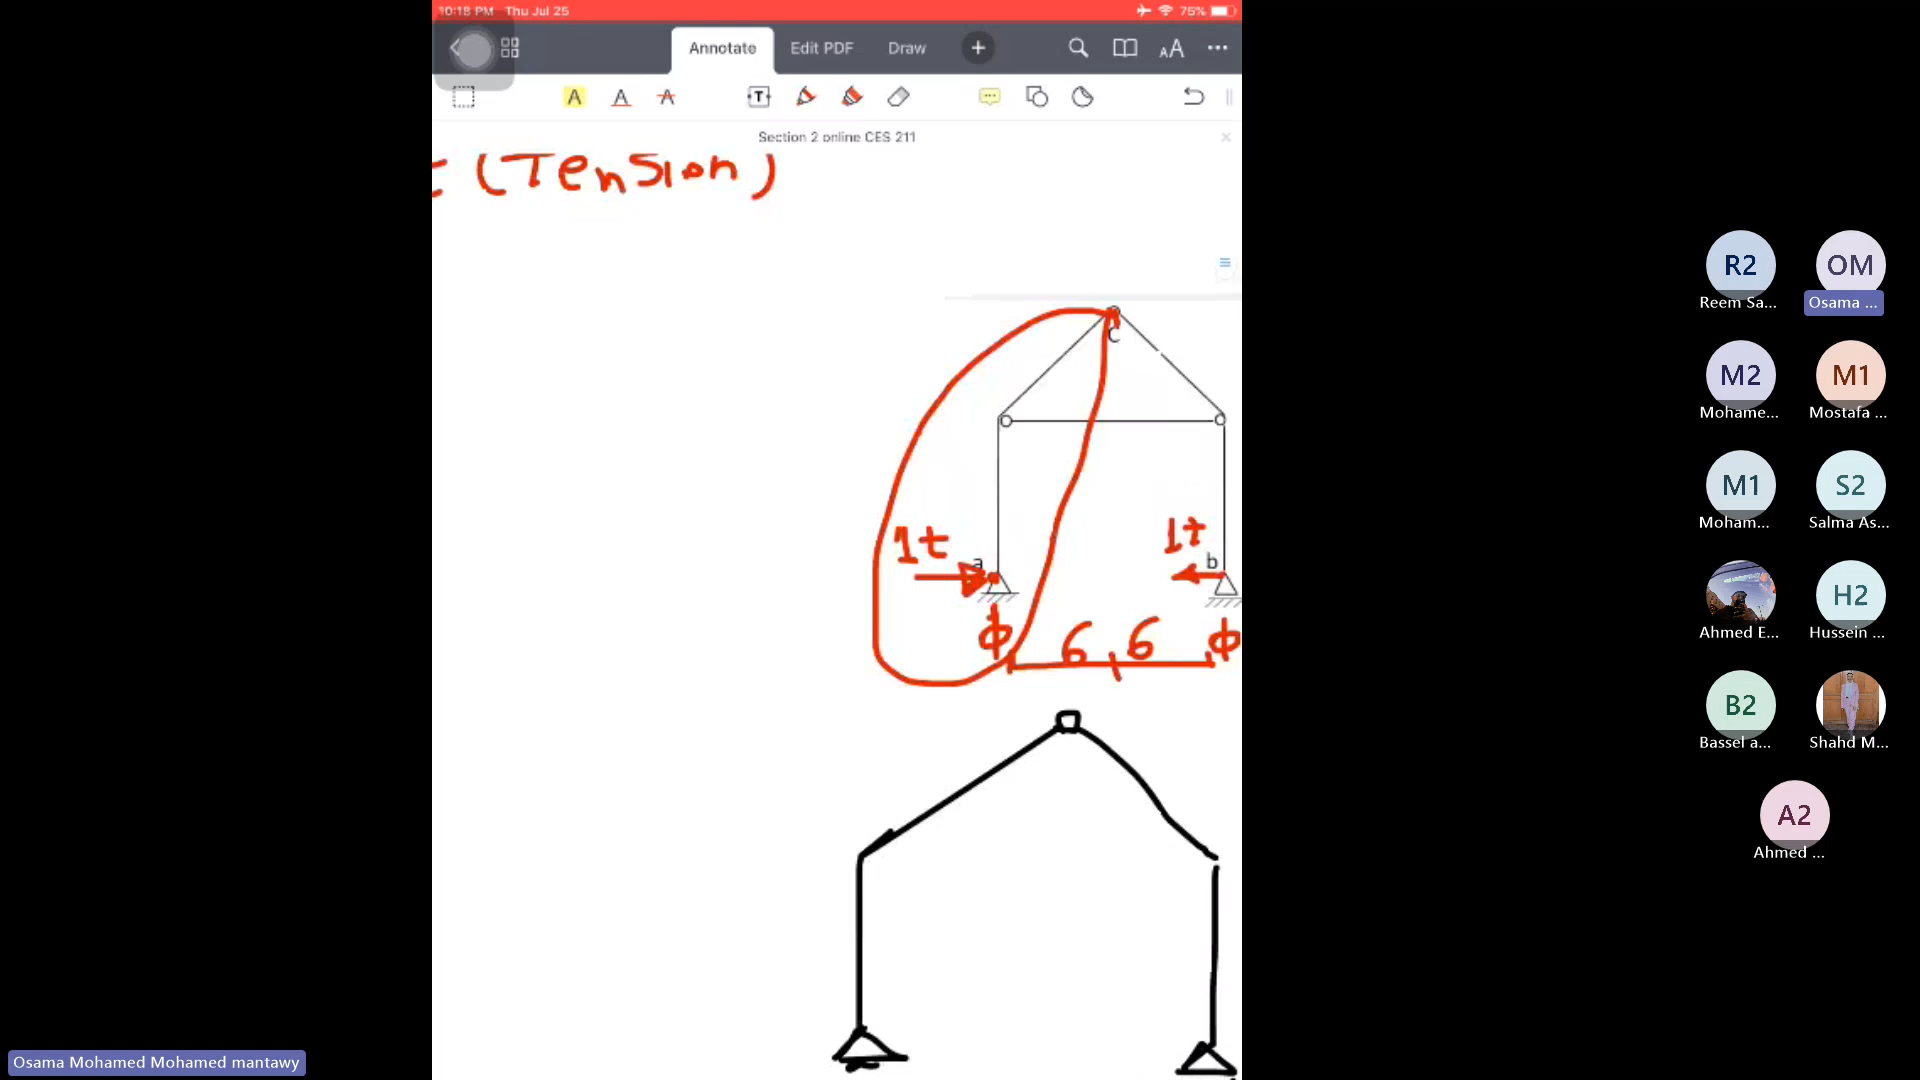 10:18 PM Thu Jul 25
75%
Annotate Edit PDF Draw
AA
A A A T
Section 2 online CES 211
(Tension)
C
1t
1t
a
b
ϕ 6 6 ϕ
R2
OM
Reem Sa...
Osama ...
M2
M1
Mohame...
Mostafa ...
M1
S2
Moham...
Salma As...
H2
Ahmed E...
Hussein ...
B2
Bassel a...
Shahd M...
A2
Ahmed ...
Osama Mohamed Mohamed mantawy